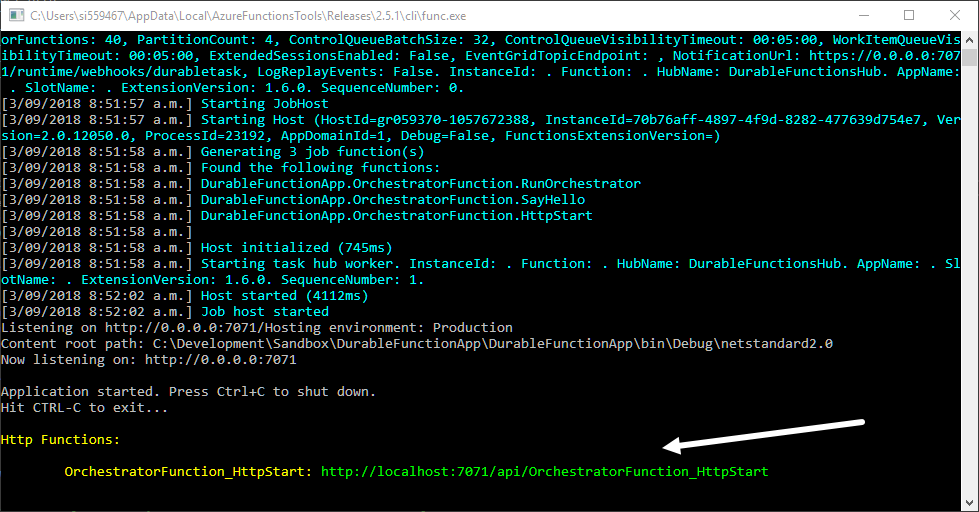 C:\Users\si559467\AppData\Local\AzureFunctionsTools\Releases\2.5.1\cli\func.exe
orFunctions: 40, PartitionCount: 4, ControlQueueBatchSize: 32, ControlQueueVisibilityTimeout: 00:05:00, WorkItemQueueVis
ibilityTimeout: 00:05:00, ExtendedSessionsEnabled: False, EventGridTopicEndpoint: , NotificationUrl: https://0.0.0.0:707
1/runtime/webhooks/durabletask, LogReplayEvents: False. InstanceId: . Function: . HubName: DurableFunctionsHub. AppName:
. SlotName: . ExtensionVersion: 1.6.0. SequenceNumber: 0.
[3/09/2018 8:51:57 a.m.] Starting JobHost
[3/09/2018 8:51:57 a.m.] Starting Host (HostId=gr059370-1057672388, InstanceId=70b76aff-4897-4f9d-8282-477639d754e7, Ver
sion=2.0.12050.0, ProcessId=23192, AppDomainId=1, Debug=False, FunctionsExtensionVersion=)
[3/09/2018 8:51:58 a.m.] Generating 3 job function(s)
[3/09/2018 8:51:58 a.m.] Found the following functions:
[3/09/2018 8:51:58 a.m.] DurableFunctionApp.OrchestratorFunction.RunOrchestrator
[3/09/2018 8:51:58 a.m.] DurableFunctionApp.OrchestratorFunction.SayHello
[3/09/2018 8:51:58 a.m.] DurableFunctionApp.OrchestratorFunction.HttpStart
[3/09/2018 8:51:58 a.m.]
[3/09/2018 8:51:58 a.m.] Host initialized (745ms)
[3/09/2018 8:51:58 a.m.] Starting task hub worker. InstanceId: . Function: . HubName: DurableFunctionsHub. AppName: . Sl
otName: . ExtensionVersion: 1.6.0. SequenceNumber: 1.
[3/09/2018 8:52:02 a.m.] Host started (4112ms)
[3/09/2018 8:52:02 a.m.] Job host started
Listening on http://0.0.0.0:7071/Hosting environment: Production
Content root path: C:\Development\Sandbox\DurableFunctionApp\DurableFunctionApp\bin\Debug\netstandard2.0
Now listening on: http://0.0.0.0:7071
Application started. Press Ctrl+C to shut down.
Hit CTRL-C to exit...
Http Functions:
OrchestratorFunction_HttpStart: http://localhost:7071/api/OrchestratorFunction_HttpStart